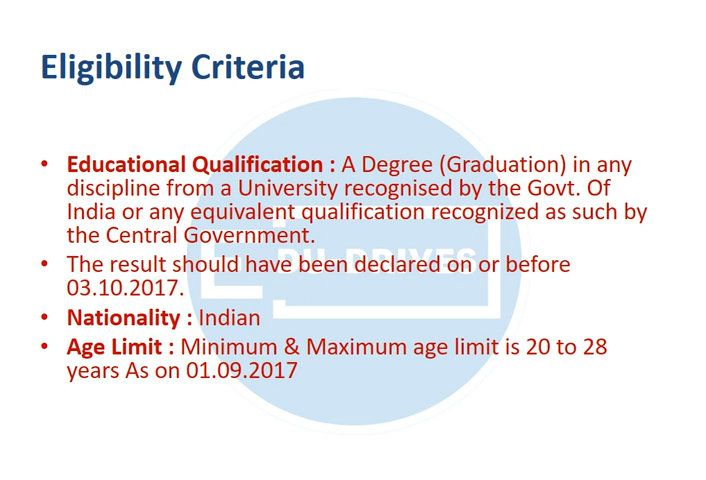 Eligibility Criteria
• Educational Qualification : A Degree (Graduation) in any
discipline from a University recognised by the Govt. Of
India or any equivalent qualification recognized as such by
the Central Government.
• The result should have been declared on or before
03.10.2017.
• Nationality : Indian
• Age Limit : Minimum & Maximum age limit is 20 to 28
years As on 01.09.2017